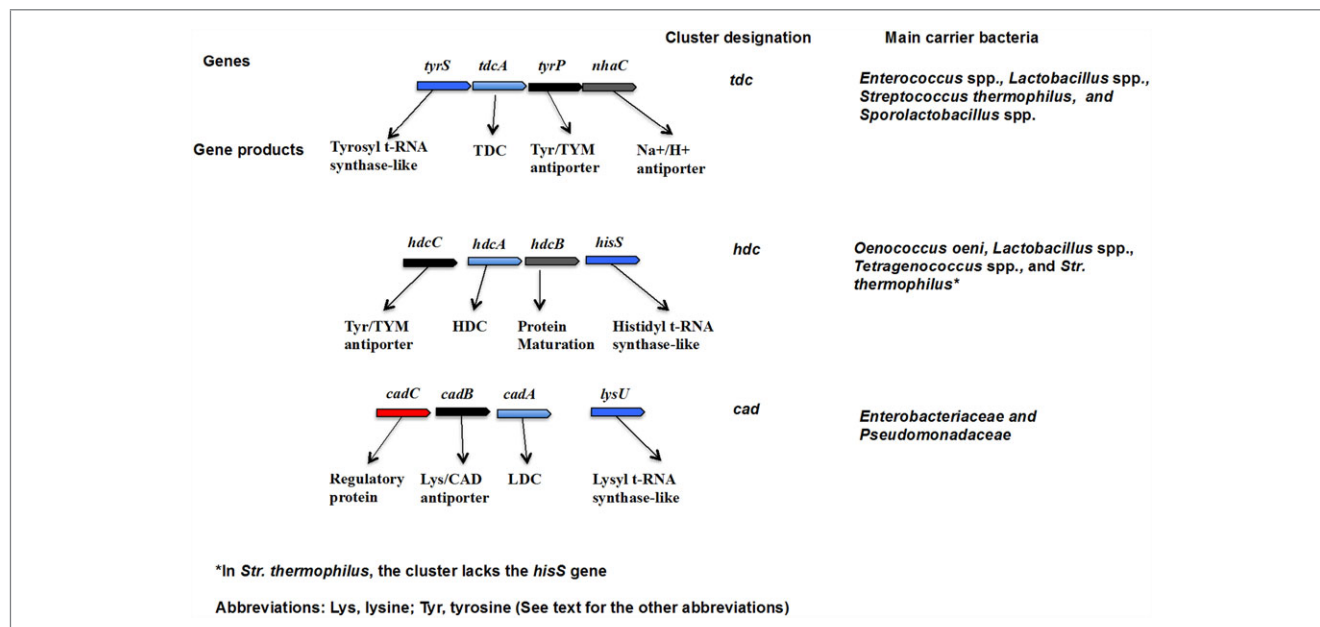 Cluster designation Main carrier bacteria
Genes
tyrS tdcA tyrP nhaC
tdc
Enterococcus spp., Lactobacillus spp.,
Streptococcus thermophilus, and
Sporolactobacillus spp.
Gene products
Tyrosyl t-RNA
synthase-like
TDC
Tyr/TYM
antiporter
Na+/H+
antiporter
hdcC hdcA hdcB hisS
hdc
Oenococcus oeni, Lactobacillus spp.,
Tetragenococcus spp., and Str.
thermophilus*
Tyr/TYM
antiporter
HDC
Protein
Maturation
Histidyl t-RNA
synthase-like
cadC cadB cadA lysU
cad
Enterobacteriaceae and
Pseudomonadaceae
Regulatory
protein
Lys/CAD
antiporter
LDC
Lysyl t-RNA
synthase-like
*In Str. thermophilus, the cluster lacks the hisS gene
Abbreviations: Lys, lysine; Tyr, tyrosine (See text for the other abbreviations)